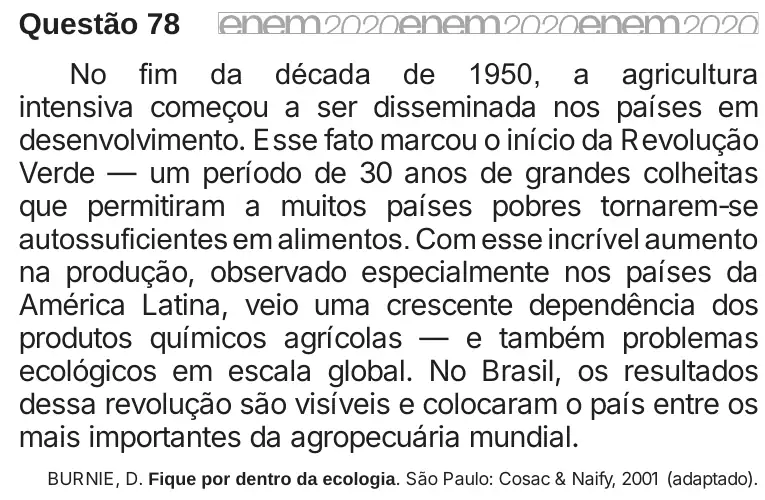 Questão 78
enem2020enem2020enem2020
No fim da década de 1950, a agricultura
intensiva começou a ser disseminada nos países em
desenvolvimento. Esse fato marcou o início da Revolução
Verde — um período de 30 anos de grandes colheitas
que permitiram a muitos países pobres tornarem-se
autossuficientes em alimentos. Com esse incrível aumento
na produção, observado especialmente nos países da
América Latina, veio uma crescente dependência dos
produtos químicos agrícolas — e também problemas
ecológicos em escala global. No Brasil, os resultados
dessa revolução são visíveis e colocaram o país entre os
mais importantes da agropecuária mundial.
BURNIE, D. Fique por dentro da ecologia. São Paulo: Cosac & Naify, 2001 (adaptado).